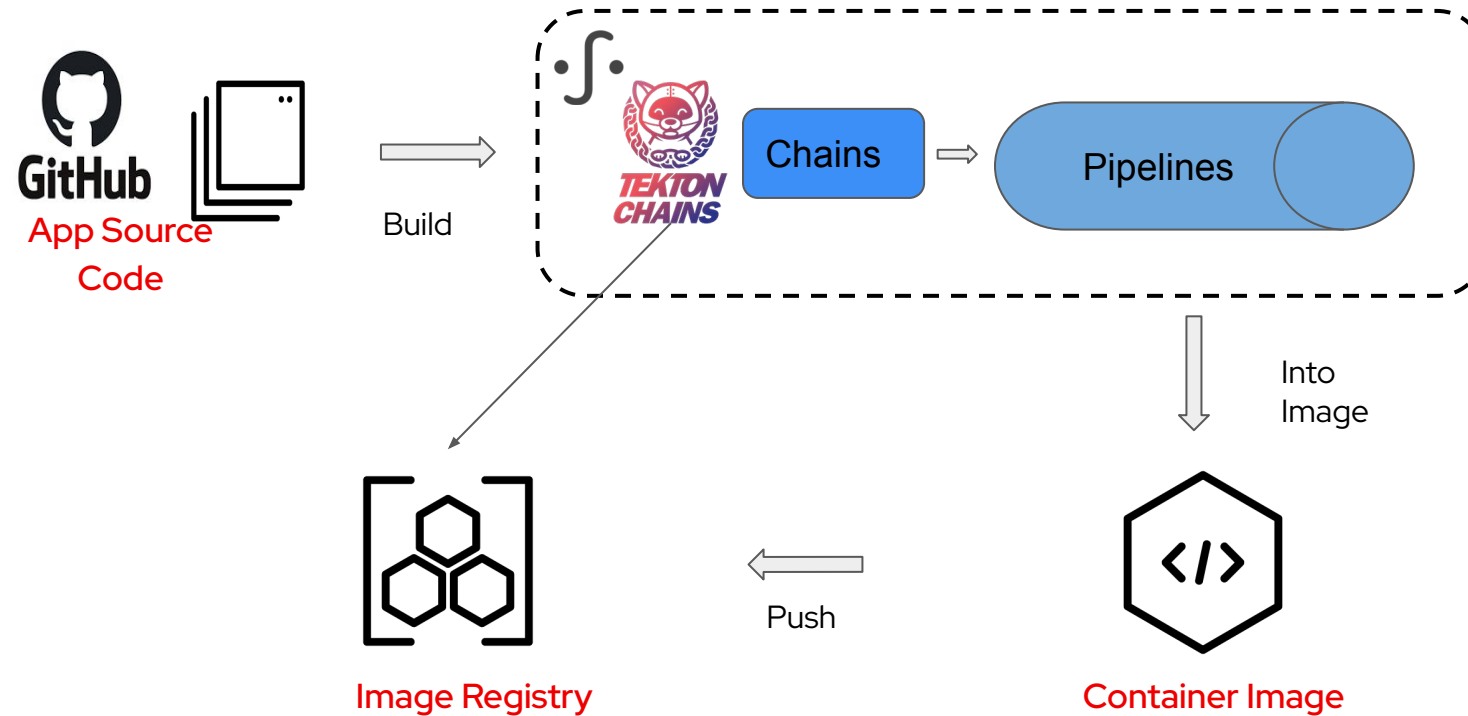 GitHub
App Source
Code
Build
TEKTON
CHAINS
Chains
Pipelines
Into
Image
</>
Push
Image Registry
Container Image